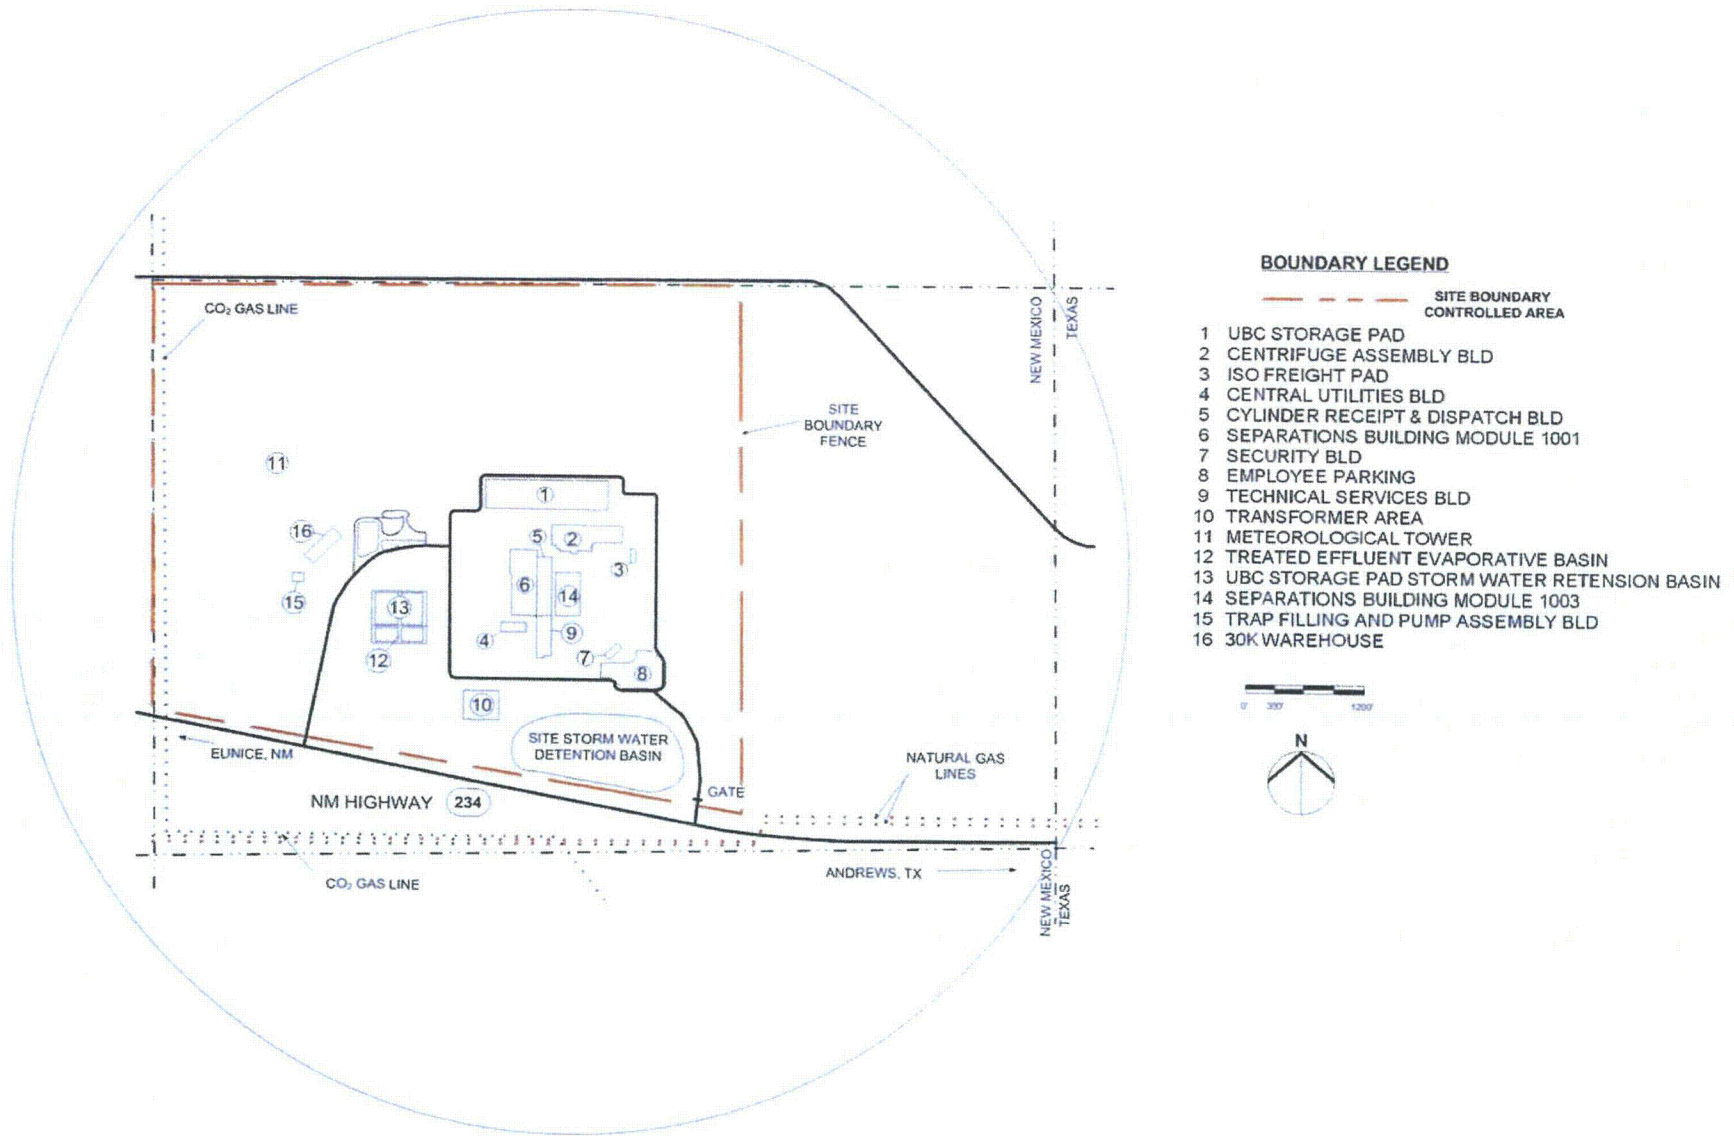 CO₂ GAS LINE
NEW MEXICO
TEXAS
SITE
BOUNDARY
FENCE
11
16
15
13
12
1
5
2
3
6
14
4
9
7
8
10
SITE STORM WATER
DETENTION BASIN
EUNICE, NM
NM HIGHWAY 234
GATE
NATURAL GAS
LINES
CO₂ GAS LINE
ANDREWS, TX
NEW MEXICO
TEXAS
BOUNDARY LEGEND
SITE BOUNDARY
CONTROLLED AREA
1 UBC STORAGE PAD
2 CENTRIFUGE ASSEMBLY BLD
3 ISO FREIGHT PAD
4 CENTRAL UTILITIES BLD
5 CYLINDER RECEIPT & DISPATCH BLD
6 SEPARATIONS BUILDING MODULE 1001
7 SECURITY BLD
8 EMPLOYEE PARKING
9 TECHNICAL SERVICES BLD
10 TRANSFORMER AREA
11 METEOROLOGICAL TOWER
12 TREATED EFFLUENT EVAPORATIVE BASIN
13 UBC STORAGE PAD STORM WATER RETENSION BASIN
14 SEPARATIONS BUILDING MODULE 1003
15 TRAP FILLING AND PUMP ASSEMBLY BLD
16 30K WAREHOUSE
0' 300' 1200'
N